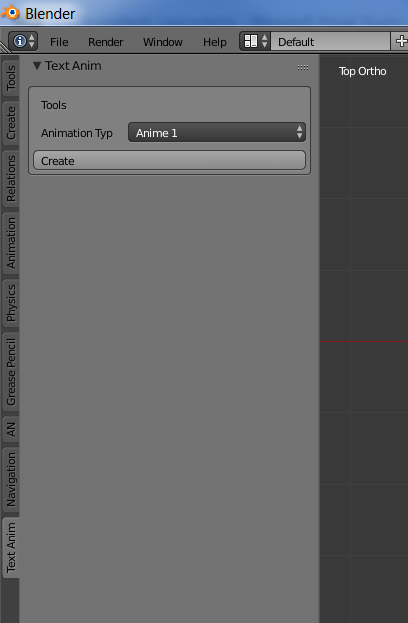 Blender
File Render Window Help Default
Text Anim
Top Ortho
Tools
Animation Typ Anime 1
Create
Tools
Create
Relations
Animation
Physics
Grease Pencil
AN
Navigation
Text Anim